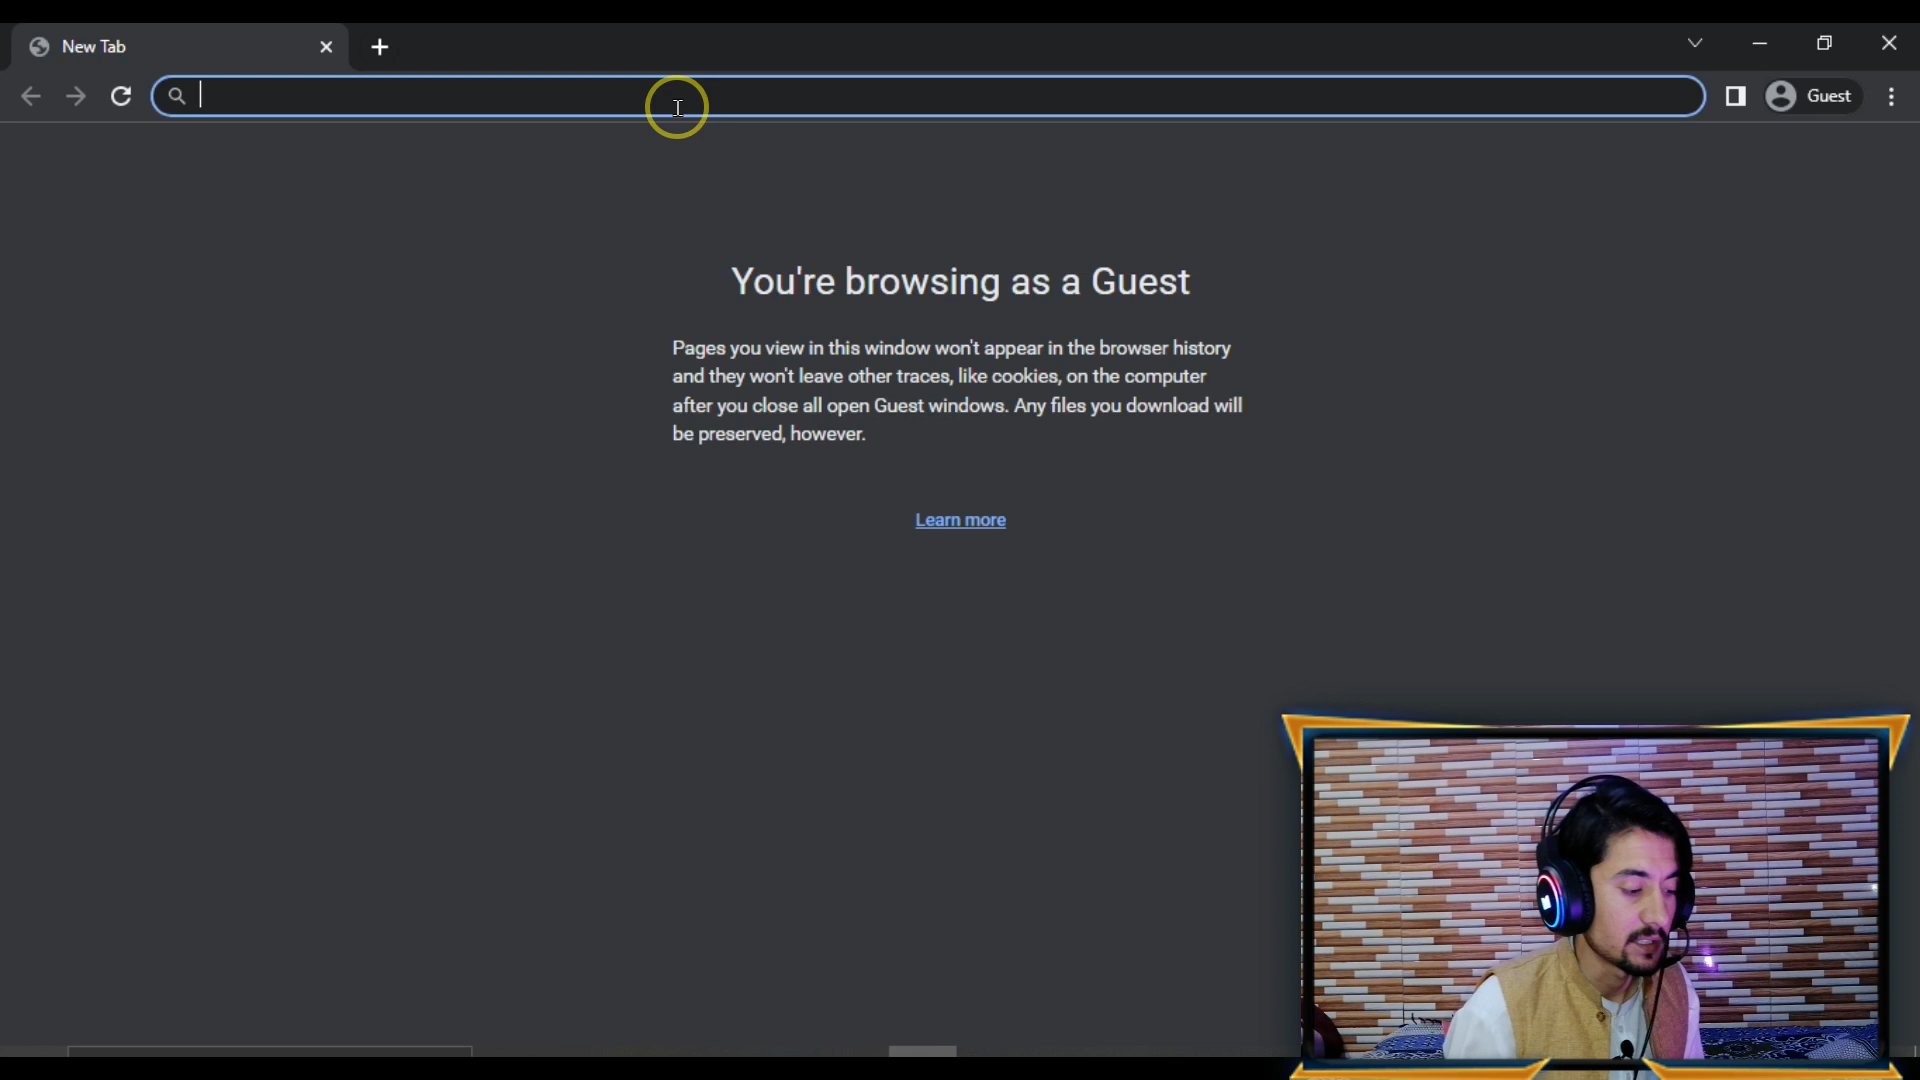 New Tab
Guest
You're browsing as a Guest
Pages you view in this window won't appear in the browser history
and they won't leave other traces, like cookies, on the computer
after you close all open Guest windows. Any files you download will
be preserved, however.
Learn more